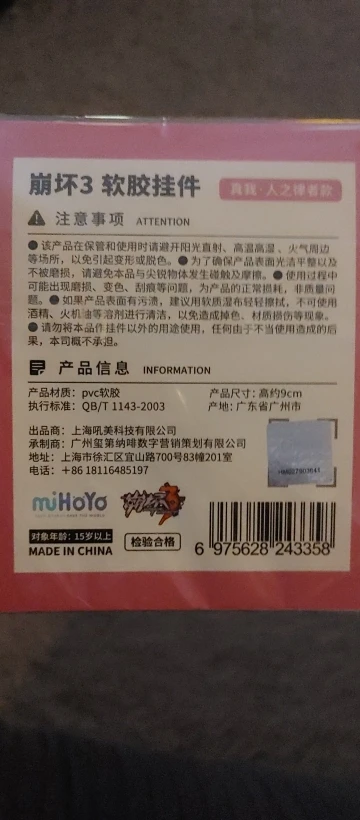 崩坏3 软胶挂件 真我·人之律者款
注意事项 ATTENTION
● 该产品在保管和使用时请避开阳光直射、高温高湿、火气周边
等场所，以免引起变形或脱色。● 为了确保产品表面光洁平整以及
不被磨损，请避免本品与尖锐物体发生碰触及摩擦。● 使用过程中
可能出现磨损、变色、刮痕等问题，为产品的正常损耗，非质量问
题。● 如果产品表面有污渍，建议用软质湿布轻轻擦拭，不可使用
酒精、火机油等溶剂进行清洁，以免造成掉色、材质损伤等现象。
● 请勿将本品作挂件以外的用途使用，任何由于不当使用造成的后
果，本司概不承担。
产品信息 INFORMATION
产品材质：pvc软胶 产品尺寸：高约9cm
执行标准：QB/T 1143-2003 产地：广东省广州市
出品商：上海吼美科技有限公司
承制商：广州玺第纳绯数字营销策划有限公司
地址：上海市徐汇区宜山路700号83幢201室
电话：+86 18116485197
miHoYo 崩坏3
对象年龄：15岁以上
MADE IN CHINA 检验合格
6 975628 243358